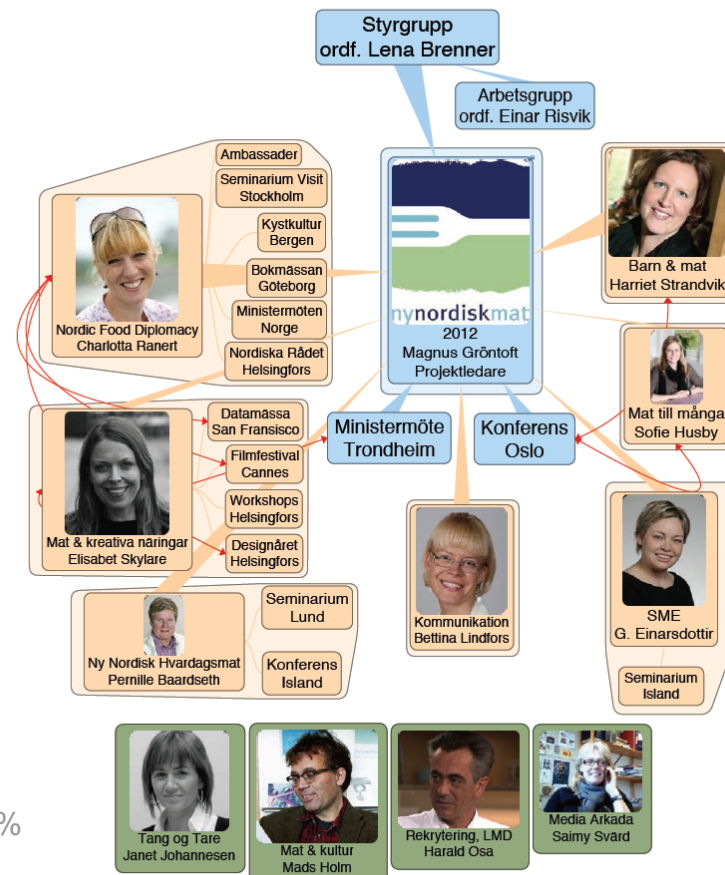 Styrgrupp
ordf. Lena Brenner
Arbetsgrupp
ordf. Einar Risvik
Ambassader
Seminarium Visit
Stockholm
Kystkultur
Bergen
Bokmässan
Göteborg
Ministermöten
Norge
Nordiska Rådet
Helsingfors
Nordic Food Diplomacy
Charlotta Ranert
nynordiskmat
2012
Magnus Gröntoft
Projektledare
Barn & mat
Harriet Strandvik
Mat till många
Sofie Husby
Ministermöte
Trondheim
Konferens
Oslo
Datamässa
San Fransisco
Filmfestival
Cannes
Workshops
Helsingfors
Designåret
Helsingfors
Mat & kreativa näringar
Elisabet Skylare
Kommunikation
Bettina Lindfors
SME
G. Einarsdottir
Seminarium
Island
Seminarium
Lund
Konferens
Island
Ny Nordisk Hvardagsmat
Pernille Baardseth
%
Tang og Tare
Janet Johannesen
Mat & kultur
Mads Holm
Rekrytering, LMD
Harald Osa
Media Arkada
Saimy Svärd